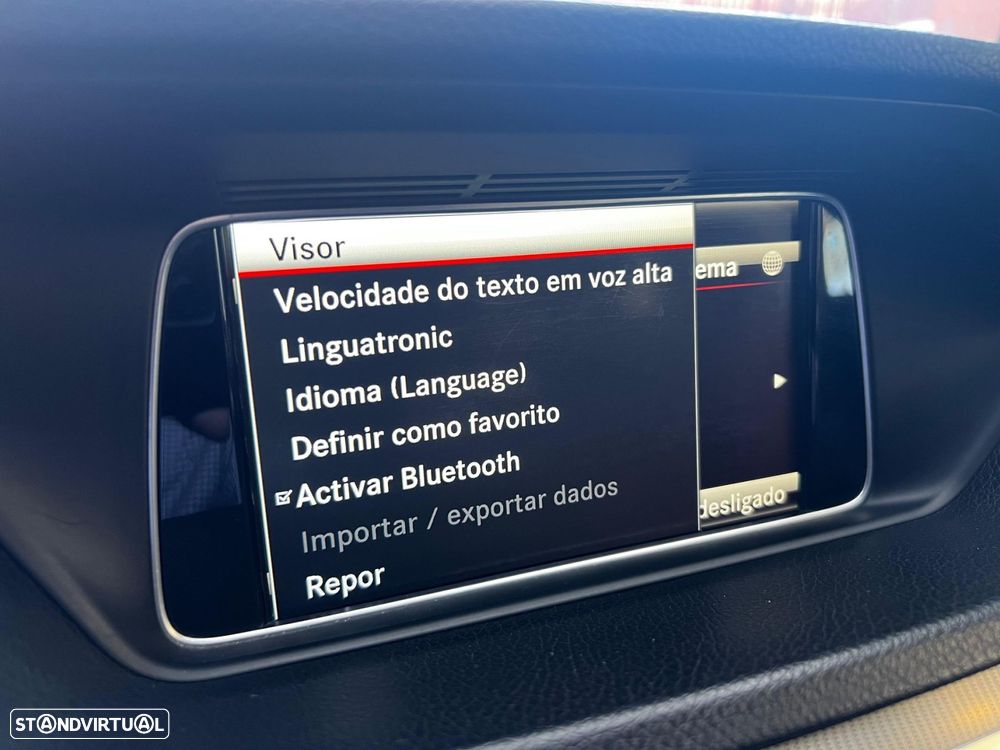 Visor
Velocidade do texto em voz alta
ema
Linguatronic
Idioma (Language)
Definir como favorito
Activar Bluetooth
Importar / exportar dados
desligado
Repor
STANDVIRTUAL